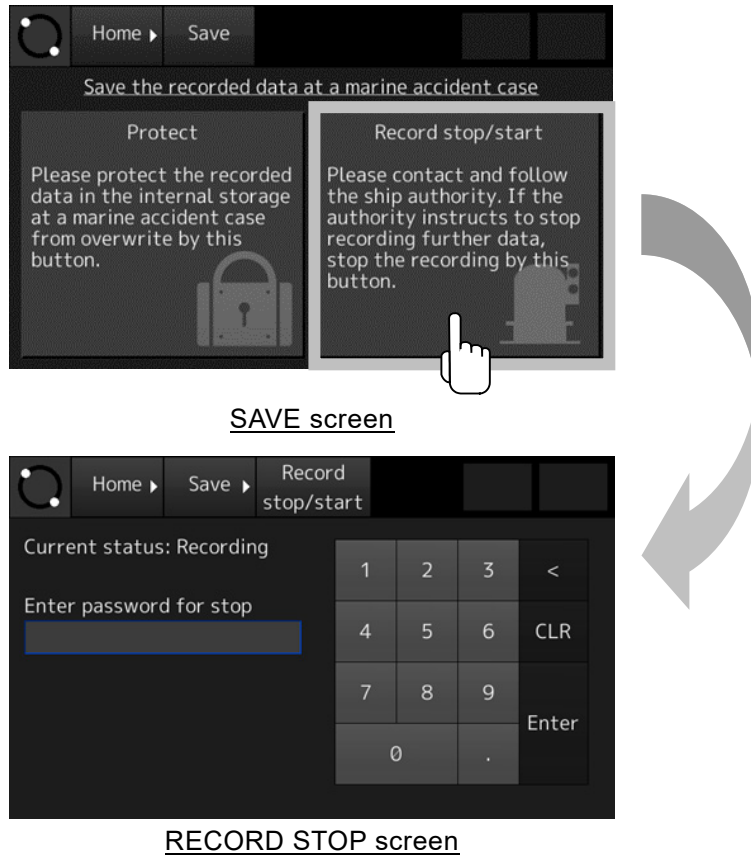 Home
Save
Save the recorded data at a marine accident case
Protect
Please protect the recorded
data in the internal storage
at a marine accident case
from overwrite by this
button.
Record stop/start
Please contact and follow
the ship authority. If the
authority instructs to stop
recording further data,
stop the recording by this
button.
SAVE screen
Home
Save
Record
stop/start
Current status: Recording
Enter password for stop
1 2 3 <
4 5 6 CLR
7 8 9
Enter
0 .
RECORD STOP screen